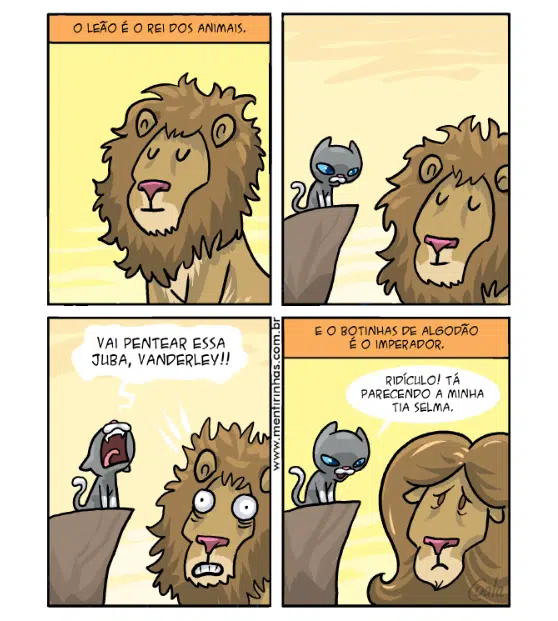 O LEÃO É O REI DOS ANIMAIS.
VAI PENTEAR ESSA
JUBA, VANDERLEY!!
www.mentirinhas.com.br
E O BOTINHAS DE ALGODÃO
É O IMPERADOR.
RIDÍCULO! TÁ
PARECENDO A MINHA
TIA SELMA.